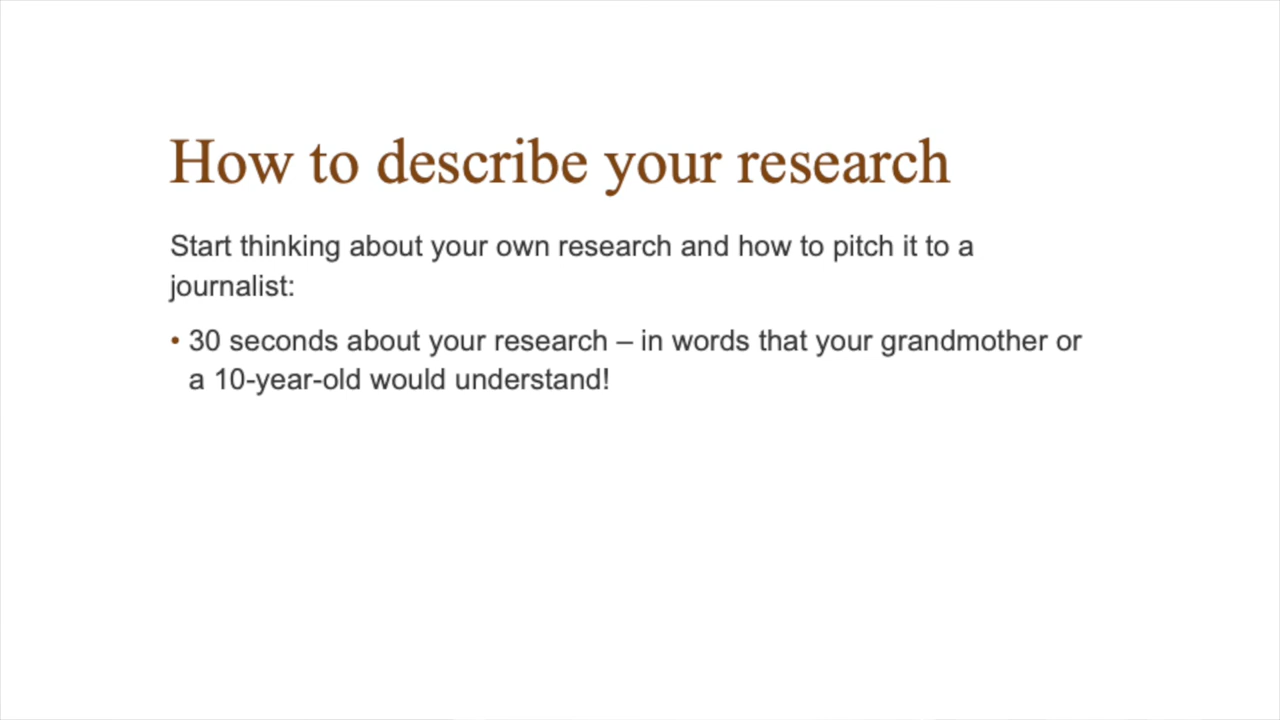 How to describe your research
Start thinking about your own research and how to pitch it to a
journalist:
• 30 seconds about your research – in words that your grandmother or
a 10-year-old would understand!